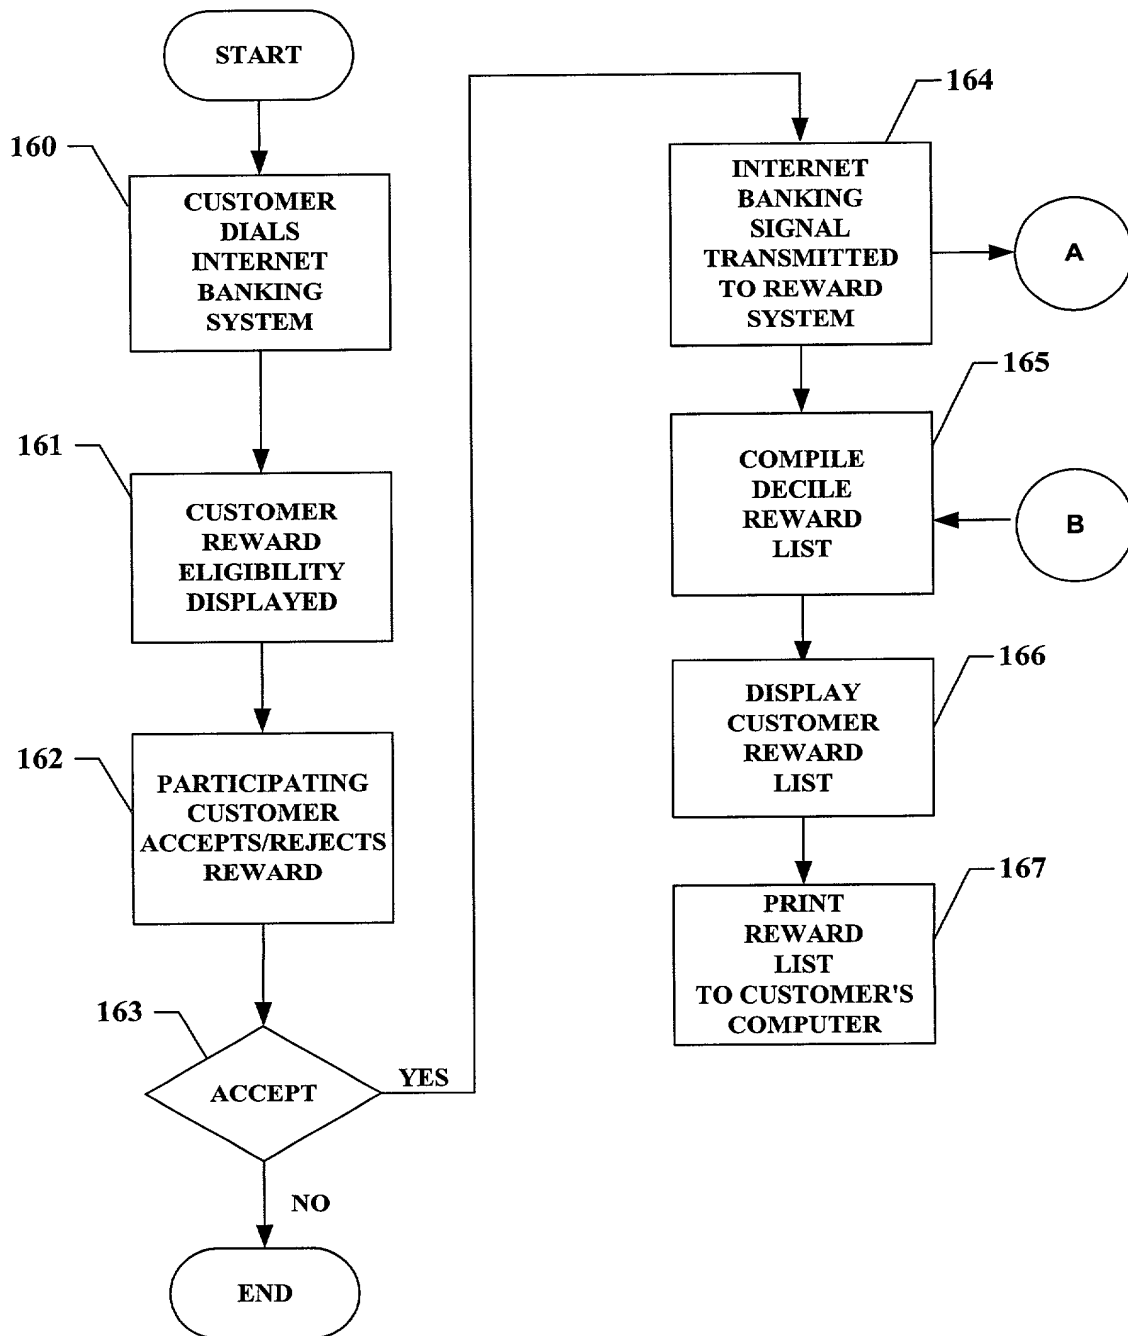 START
160
CUSTOMER
DIALS
INTERNET
BANKING
SYSTEM
161
CUSTOMER
REWARD
ELIGIBILITY
DISPLAYED
162
PARTICIPATING
CUSTOMER
ACCEPTS/REJECTS
REWARD
163
ACCEPT
YES
NO
END
164
INTERNET
BANKING
SIGNAL
TRANSMITTED
TO REWARD
SYSTEM
A
165
COMPILE
DECILE
REWARD
LIST
B
166
DISPLAY
CUSTOMER
REWARD
LIST
167
PRINT
REWARD
LIST
TO CUSTOMER'S
COMPUTER